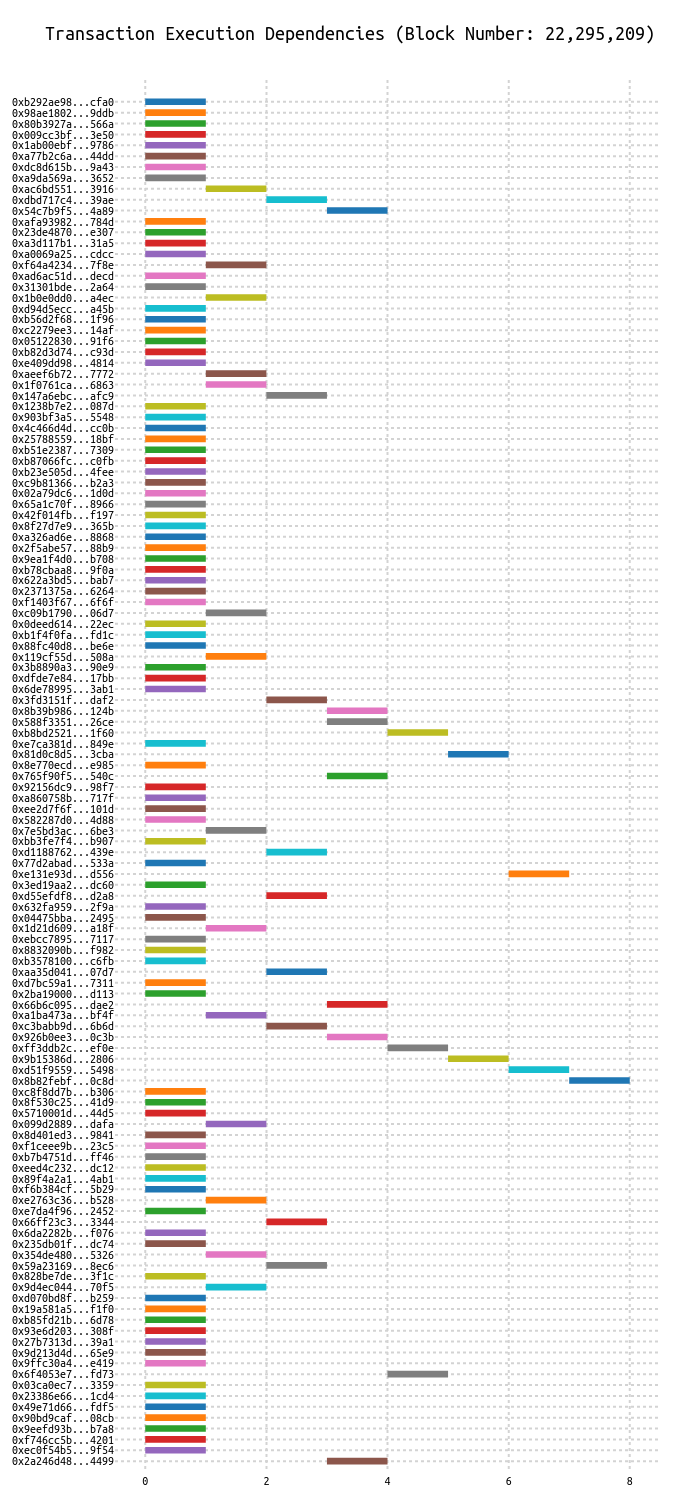 Transaction Execution Dependencies (Block Number: 22,295,209)
0xb292ae98...cfa0
0x98ae1802...9ddb
0x80b3927a...566a
0x009cc3bf...3e50
0x1ab00ebf...9786
0xa77b2c6a...44dd
0xdc8d615b...9a43
0xa9da569a...3652
0xac6bd551...3916
0xdbd717c4...39ae
0x54c7b9f5...4a89
0xafa93982...784d
0x23de4870...e307
0xa3d117b1...31a5
0xa0069a25...cdcc
0xf64a4234...7f8e
0xad6ac51d...decd
0x31301bde...2a64
0x1b0e0dd0...a4ec
0xd94d5ecc...a45b
0xb56d2f68...1f96
0xc2279ee3...14af
0x05122830...91f6
0xb82d3d74...c93d
0xe409dd98...4814
0xaeef6b72...7772
0x1f0761ca...6863
0x147a6ebc...afc9
0x1238b7e2...087d
0x903bf3a5...5548
0x4c466d4d...cc0b
0x25788559...18bf
0xb51e2387...7309
0xb87066fc...c0fb
0xb23e505d...4fee
0xc9b81366...b2a3
0x02a79dc6...1d0d
0x65a1c70f...8966
0x42f014fb...f197
0x8f27d7e9...365b
0xa326ad6e...8868
0x2f5abe57...88b9
0x9ea1f4d0...b708
0xb78cbaa8...9f0a
0x622a3bd5...bab7
0x2371375a...6264
0xf1403f67...6f6f
0xc09b1790...06d7
0x0deed614...22ec
0xb1f4f0fa...fd1c
0x88fc40d8...be6e
0x119cf55d...508a
0x3b8890a3...90e9
0xdfde7e84...17bb
0x6de78995...3ab1
0x3fd3151f...daf2
0x8b39b986...124b
0x588f3351...26ce
0xb8bd2521...1f60
0xe7ca381d...849e
0x81d0c8d5...3cba
0x8e770ecd...e985
0x765f90f5...540c
0x92156dc9...98f7
0xa860758b...717f
0xee2d7f6f...101d
0x582287d0...4d88
0x7e5bd3ac...6be3
0xbb3fe7f4...b907
0xd1188762...439e
0x77d2abad...533a
0xe131e93d...d556
0x3ed19aa2...dc60
0xd55efdf8...d2a8
0x632fa959...2f9a
0x04475bba...2495
0x1d21d609...a18f
0xebcc7895...7117
0x8832090b...f982
0xb3578100...c6fb
0xaa35d041...07d7
0xd7bc59a1...7311
0x2ba19000...d113
0x66b6c095...dae2
0xa1ba473a...bf4f
0xc3babb9d...6b6d
0x926b0ee3...0c3b
0xff3ddb2c...ef0e
0x9b15386d...2806
0xd51f9559...5498
0x8b82febf...0c8d
0xc8f8dd7b...b306
0x8f530c25...41d9
0x5710001d...44d5
0x099d2889...dafa
0x8d401ed3...9841
0xf1ceee9b...23c5
0xb7b4751d...ff46
0xeed4c232...dc12
0x89f4a2a1...4ab1
0xf6b384cf...5b29
0xe2763c36...b528
0xe7da4f96...2452
0x66ff23c3...3344
0x6da2282b...f076
0x235db01f...dc74
0x354de480...5326
0x59a23169...8ec6
0x828be7de...3f1c
0x9d4ec044...70f5
0xd070bd8f...b259
0x19a581a5...f1f0
0xb85fd21b...6d78
0x93e6d203...308f
0x27b7313d...39a1
0x9d213d4d...65e9
0x9ffc30a4...e419
0x6f4053e7...fd73
0x03ca0ec7...3359
0x23386e66...1cd4
0x49e71d66...fdf5
0x90bd9caf...08cb
0x9eefd93b...b7a8
0xf746cc5b...4201
0xec0f54b5...9f54
0x2a246d48...4499
0 2 4 6 8